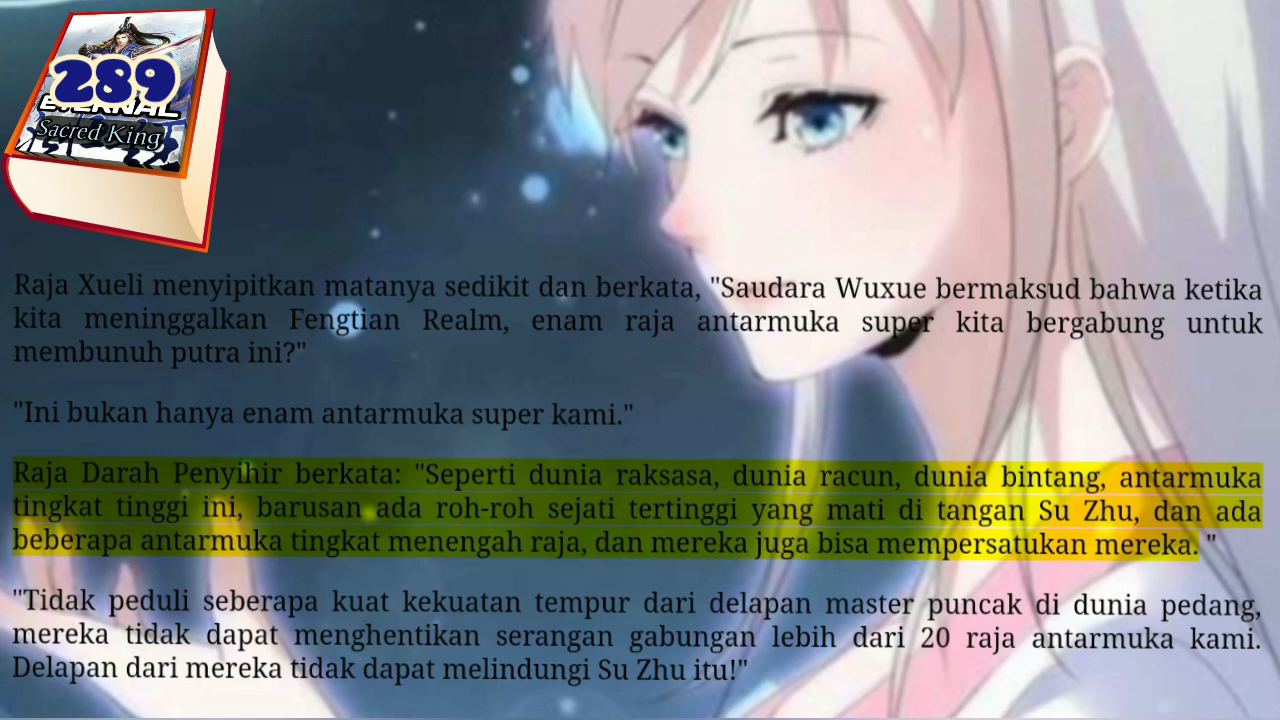 289
ETERNAL
Sacred King
Raja Xueli menyipitkan matanya sedikit dan berkata, "Saudara Wuxue bermaksud bahwa ketika
kita meninggalkan Fengtian Realm, enam raja antarmuka super kita bergabung untuk
membunuh putra ini?"
"Ini bukan hanya enam antarmuka super kami."
Raja Darah Penyihir berkata: "Seperti dunia raksasa, dunia racun, dunia bintang, antarmuka
tingkat tinggi ini, barusan ada roh-roh sejati tertinggi yang mati di tangan Su Zhu, dan ada
beberapa antarmuka tingkat menengah raja, dan mereka juga bisa mempersatukan mereka. "
"Tidak peduli seberapa kuat kekuatan tempur dari delapan master puncak di dunia pedang,
mereka tidak dapat menghentikan serangan gabungan lebih dari 20 raja antarmuka kami.
Delapan dari mereka tidak dapat melindungi Su Zhu itu!"